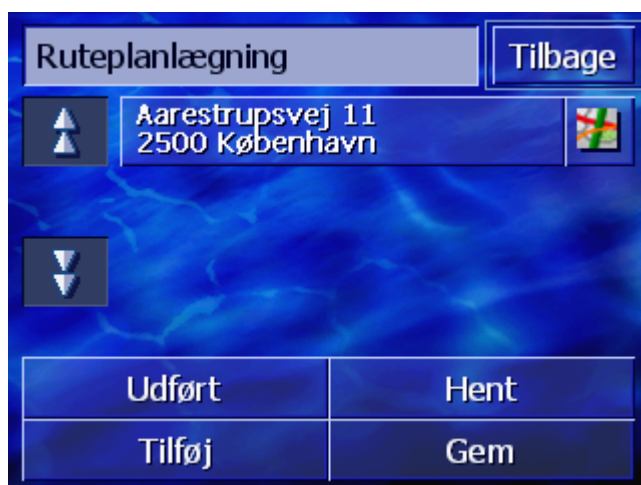 Ruteplanlægning
Tilbage
Aarestrupsvej 11
2500 København
Udført
Hent
Tilføj
Gem